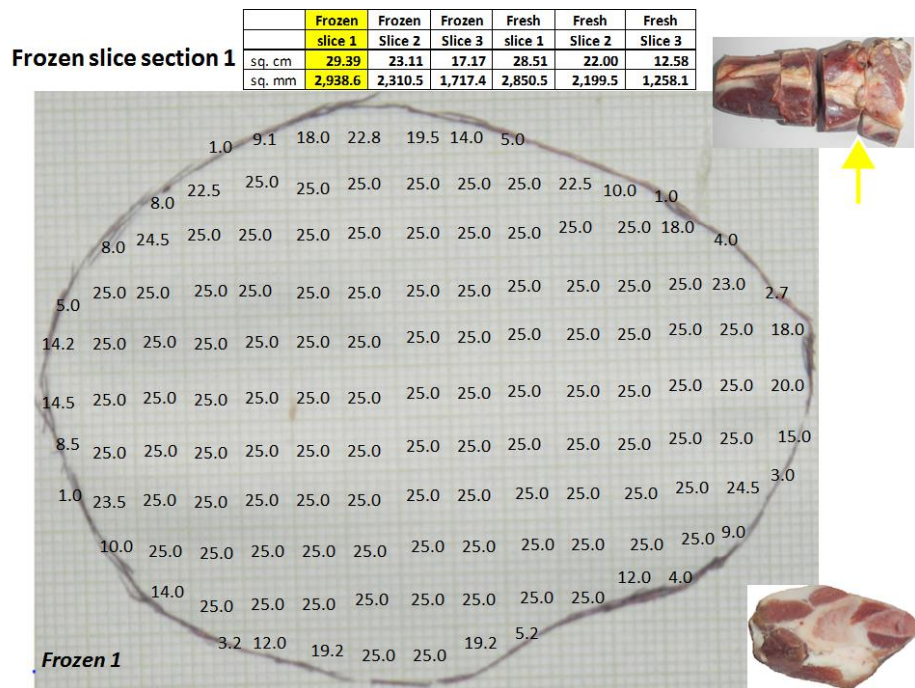 Frozen Frozen Frozen Fresh Fresh Fresh
slice 1 Slice 2 Slice 3 slice 1 Slice 2 Slice 3
Frozen slice section 1
sq. cm 29.39 23.11 17.17 28.51 22.00 12.58
sq. mm 2,938.6 2,310.5 1,717.4 2,850.5 2,199.5 1,258.1
1.0 9.1 18.0 22.8 19.5 14.0 5.0
8.0 22.5 25.0 25.0 25.0 25.0 25.0 25.0 22.5 10.0 1.0
8.0 24.5 25.0 25.0 25.0 25.0 25.0 25.0 25.0 25.0 25.0 18.0 4.0
5.0 25.0 25.0 25.0 25.0 25.0 25.0 25.0 25.0 25.0 25.0 25.0 25.0 23.0 2.7
14.2 25.0 25.0 25.0 25.0 25.0 25.0 25.0 25.0 25.0 25.0 25.0 25.0 18.0
14.5 25.0 25.0 25.0 25.0 25.0 25.0 25.0 25.0 25.0 25.0 25.0 25.0 20.0
8.5 25.0 25.0 25.0 25.0 25.0 25.0 25.0 25.0 25.0 25.0 25.0 25.0 15.0
1.0 23.5 25.0 25.0 25.0 25.0 25.0 25.0 25.0 25.0 25.0 25.0 24.5 3.0
10.0 25.0 25.0 25.0 25.0 25.0 25.0 25.0 25.0 25.0 25.0 25.0 9.0
14.0 25.0 25.0 25.0 25.0 25.0 25.0 25.0 25.0 12.0 4.0
3.2 12.0 19.2 25.0 25.0 19.2 5.2
Frozen 1